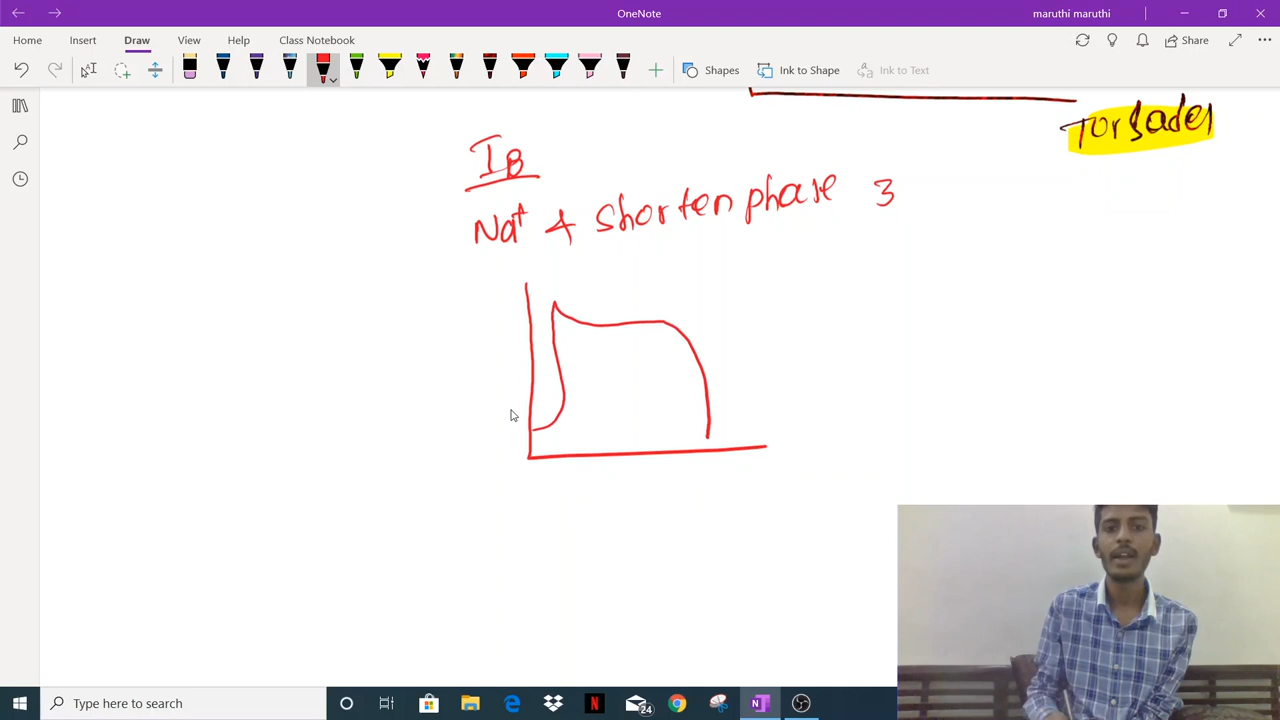 OneNote
maruthi maruthi
Home Insert Draw View Help Class Notebook
Share
Shapes Ink to Shape Ink to Text
Torsades
IB
Na+ & shorten phase 3
Type here to search
24